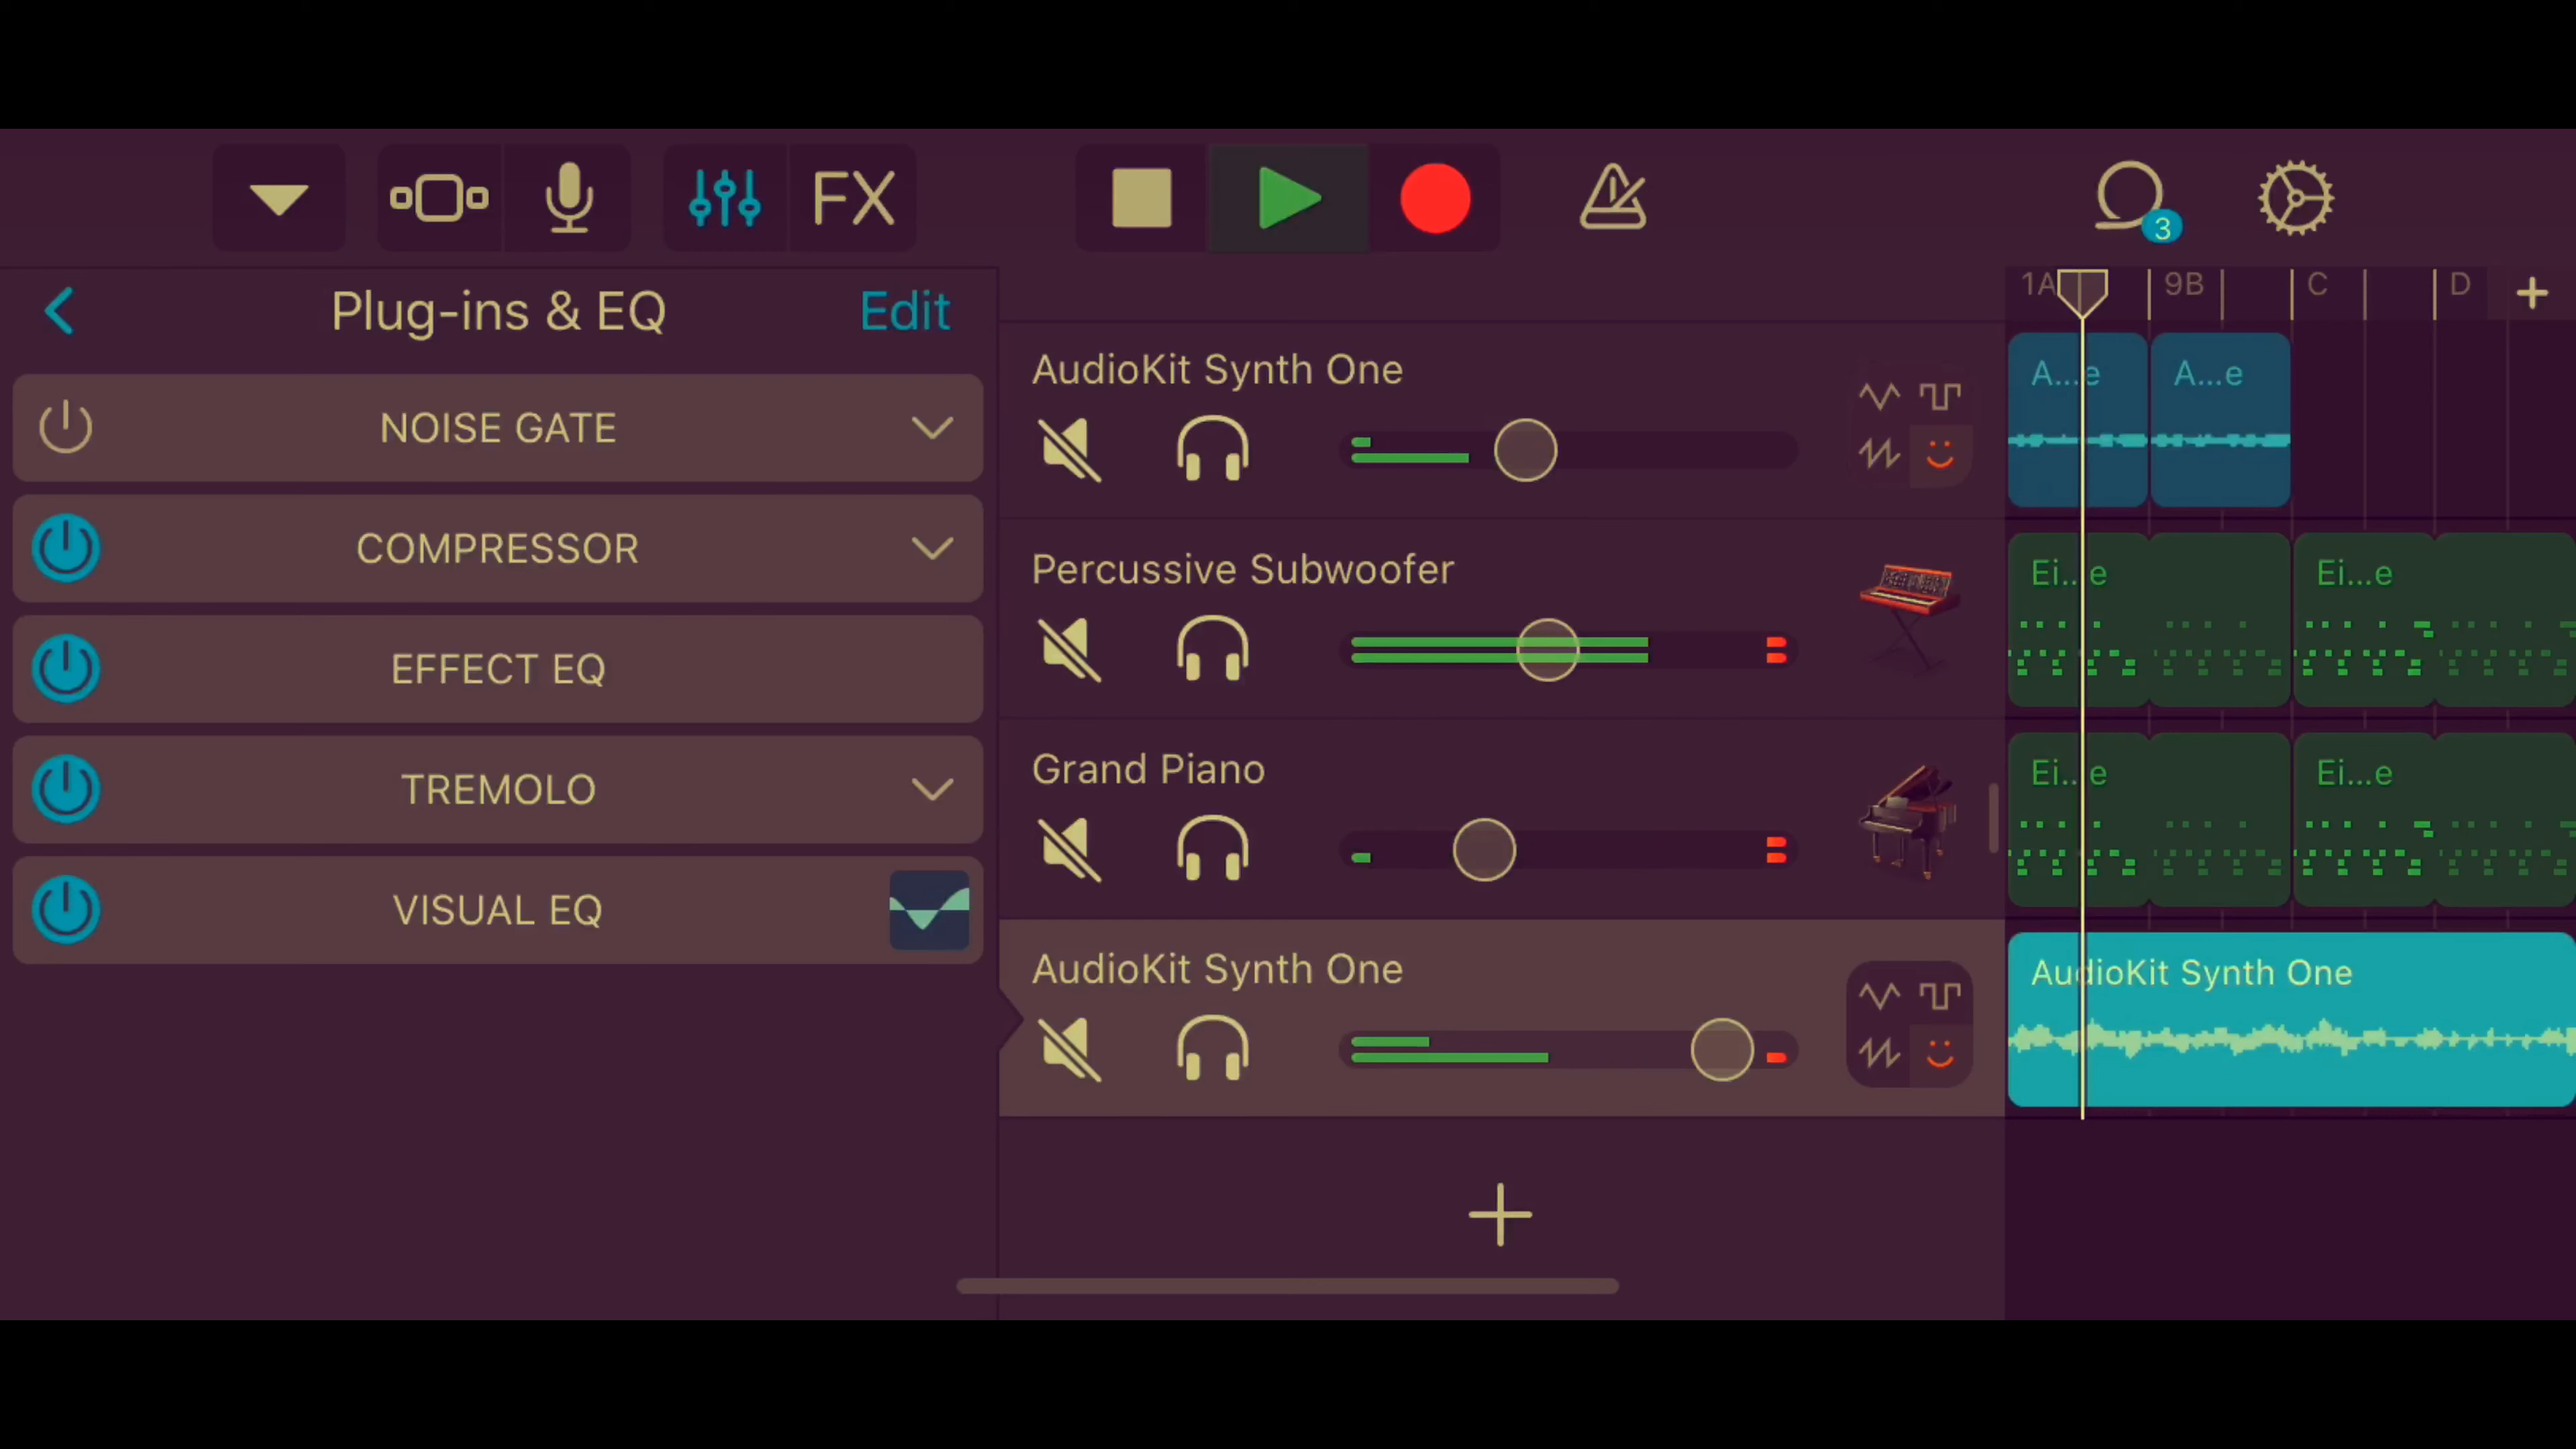 FX
3
Plug-ins & EQ
Edit
1A
9B
C
D
NOISE GATE
COMPRESSOR
EFFECT EQ
TREMOLO
VISUAL EQ
AudioKit Synth One
A...e
A...e
Percussive Subwoofer
Ei...e
Ei...e
Grand Piano
Ei...e
Ei...e
AudioKit Synth One
AudioKit Synth One